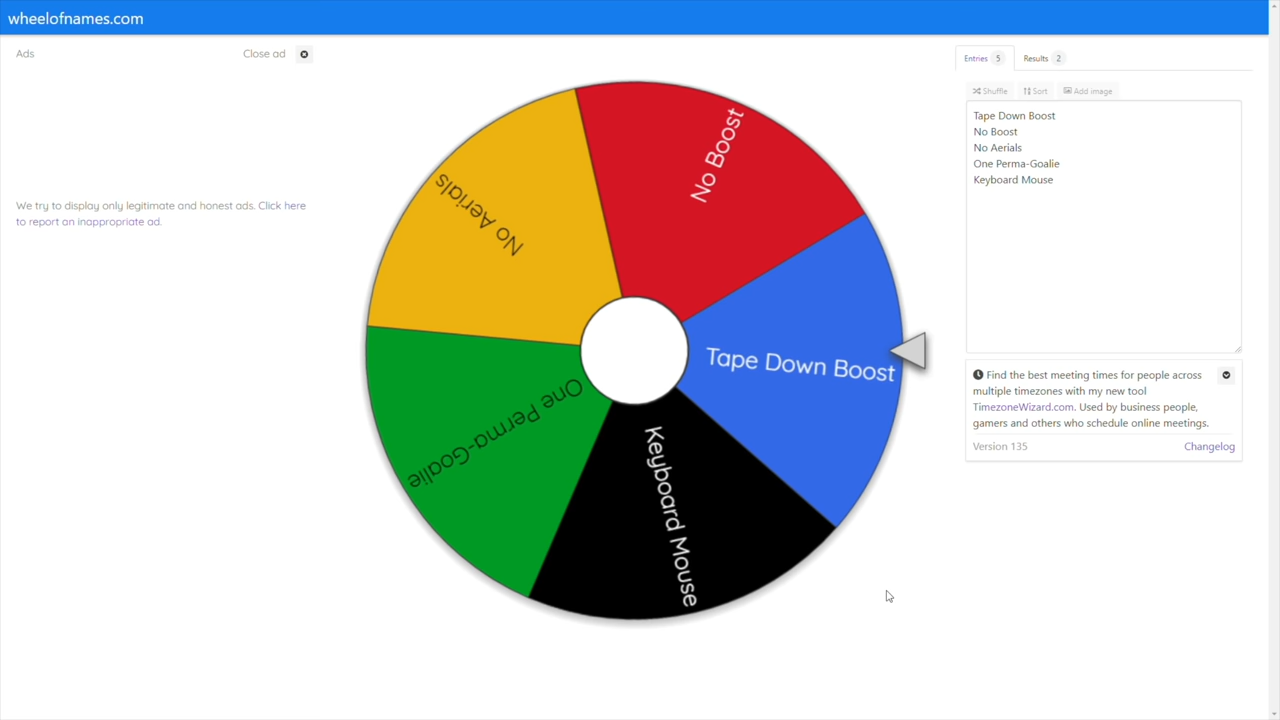 wheelofnames.com
Ads
Close ad
We try to display only legitimate and honest ads. Click here
to report an inappropriate ad.
No Boost
No Aerials
Tape Down Boost
One Perma-Goalie
Keyboard Mouse
Entries 5
Results 2
Shuffle
Sort
Add image
Tape Down Boost
No Boost
No Aerials
One Perma-Goalie
Keyboard Mouse
Find the best meeting times for people across
multiple timezones with my new tool
TimezoneWizard.com. Used by business people,
gamers and others who schedule online meetings.
Version 135
Changelog